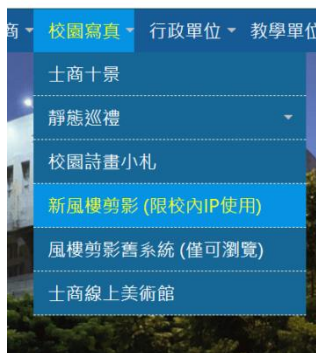 商 校園寫真 行政單位 教學單位
士商十景
靜態巡禮
校園詩畫小札
新風樓剪影 (限校內IP使用)
風樓剪影舊系統 (僅可瀏覽)
士商線上美術館